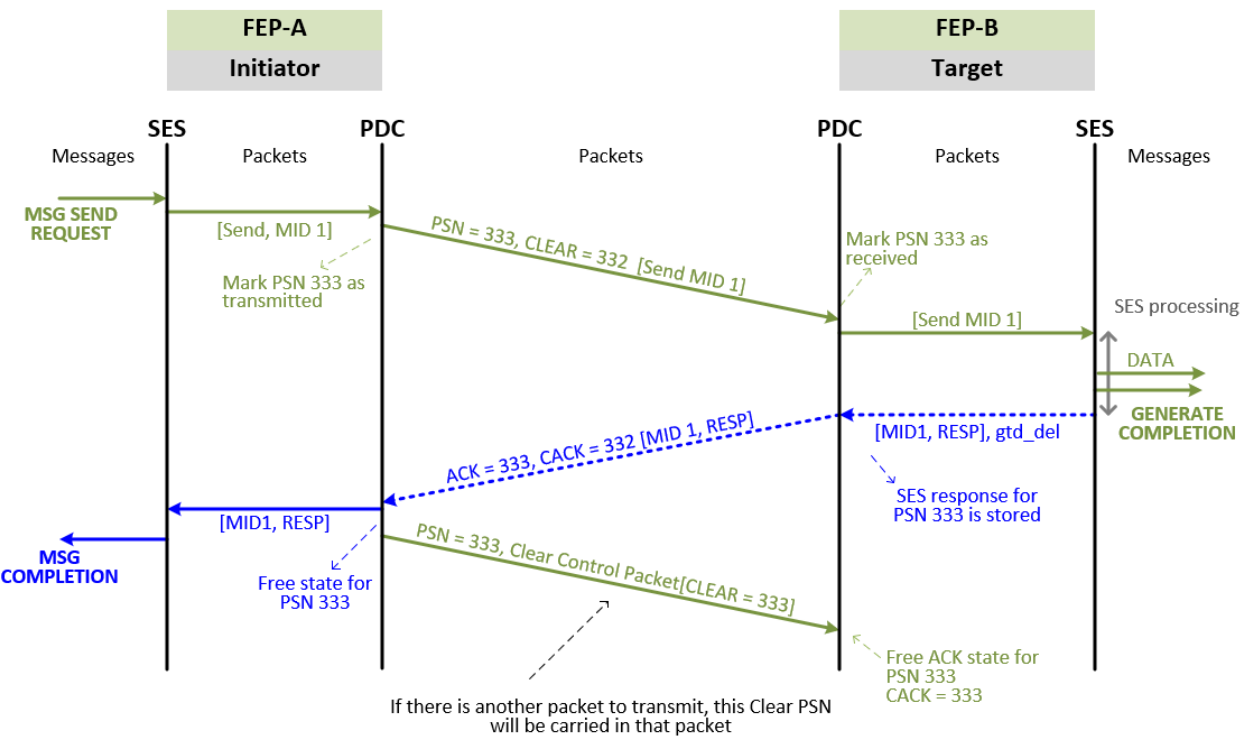 FEP-A
Initiator
FEP-B
Target
SES
PDC
PDC
SES
Messages
Packets
Packets
Packets
Messages
MSG SEND
REQUEST
[Send, MID 1]
Mark PSN 333 as
transmitted
PSN = 333, CLEAR = 332 [Send MID 1]
Mark PSN 333 as
received
[Send MID 1]
SES processing
DATA
GENERATE
COMPLETION
[MID1, RESP], gtd_del
SES response for
PSN 333 is stored
ACK = 333, CACK = 332 [MID 1, RESP]
[MID1, RESP]
MSG
COMPLETION
Free state for
PSN 333
PSN = 333, Clear Control Packet[CLEAR = 333]
Free ACK state for
PSN 333
CACK = 333
If there is another packet to transmit, this Clear PSN
will be carried in that packet